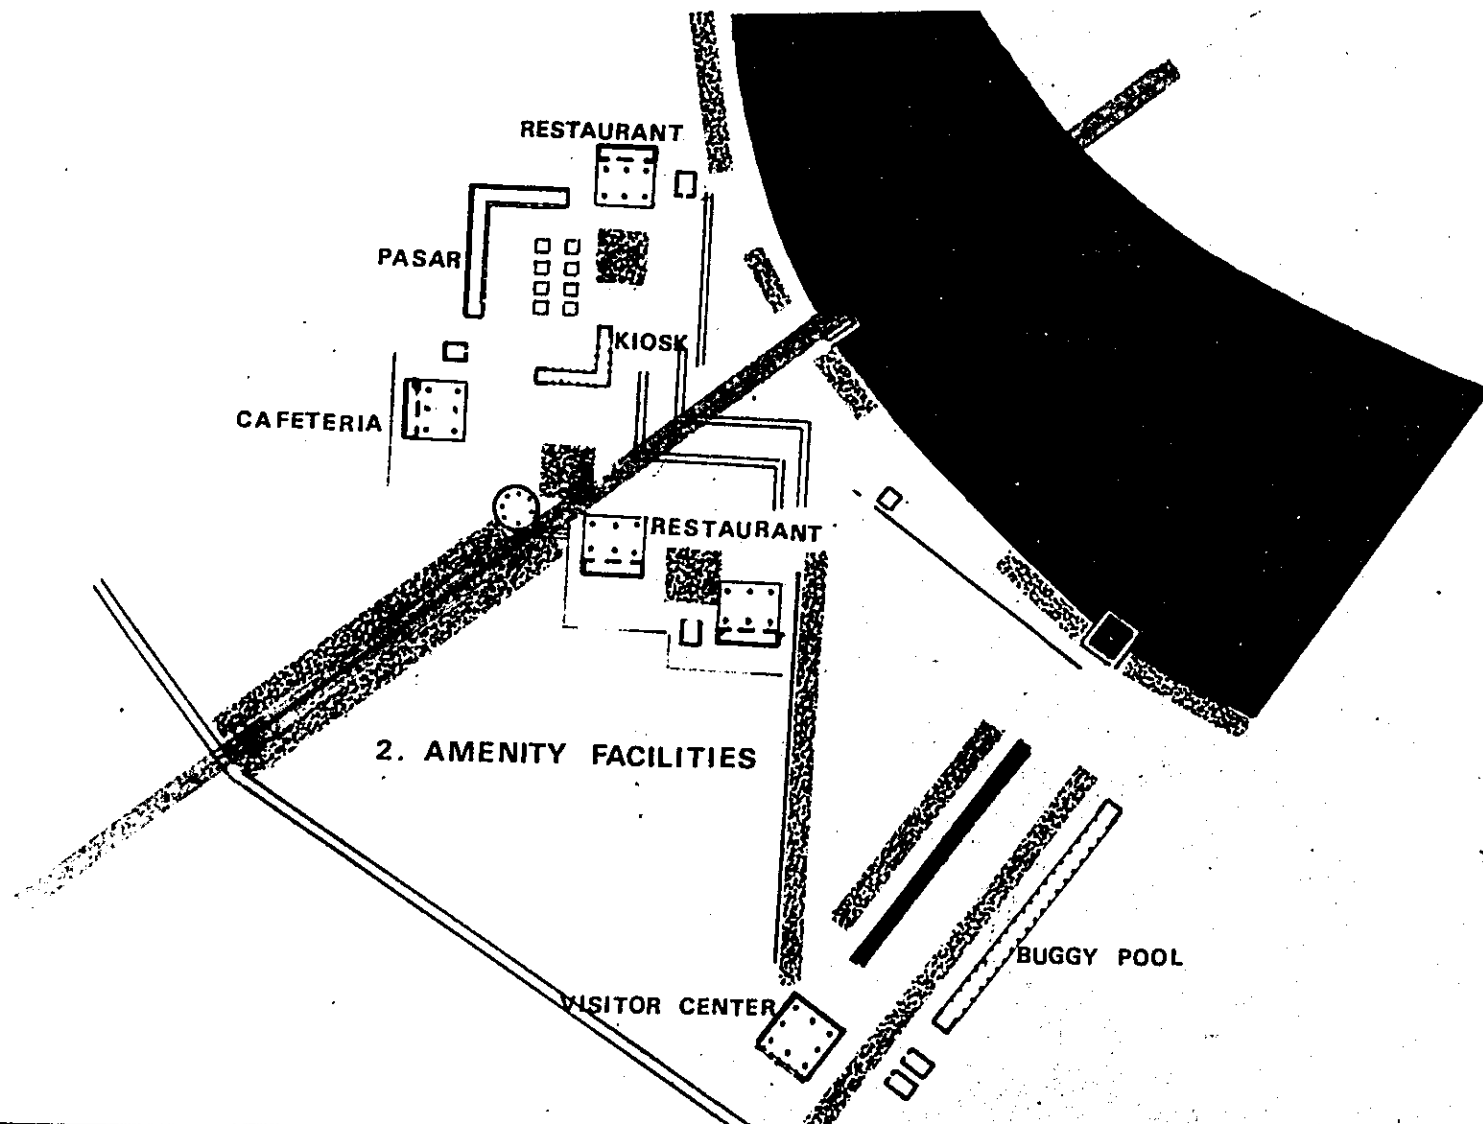 RESTAURANT
PASAR
KIOSK
CAFETERIA
RESTAURANT
2. AMENITY FACILITIES
BUGGY POOL
VISITOR CENTER